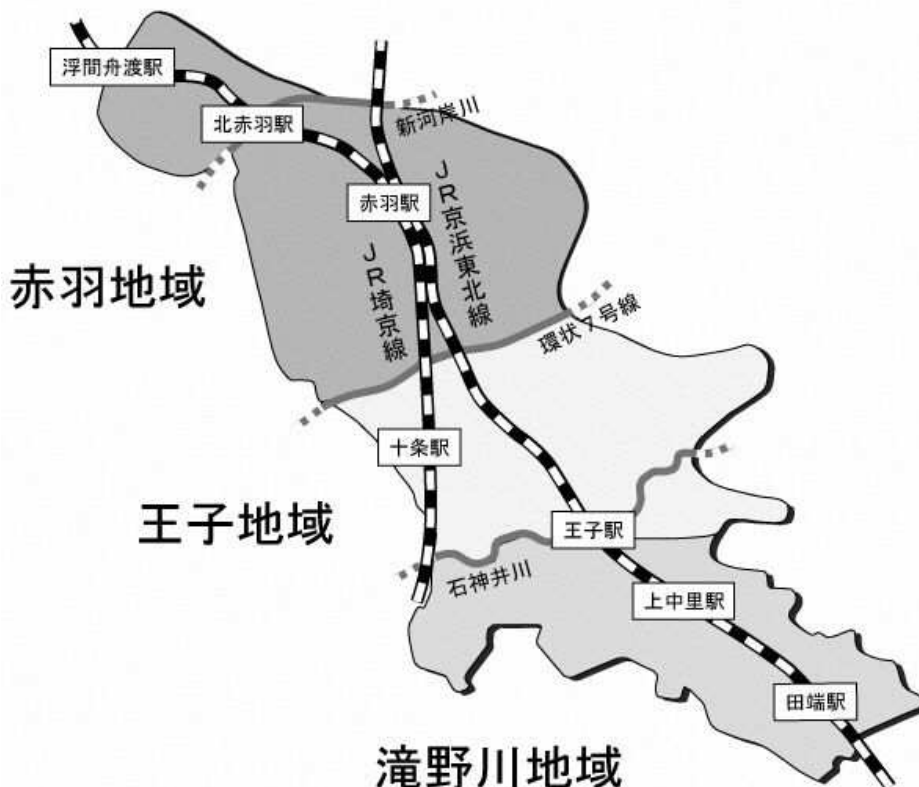 浮間舟渡駅
北赤羽駅
新河岸川
赤羽駅
JR京浜東北線
JR埼京線
赤羽地域
環状7号線
十条駅
王子地域
王子駅
石神井川
上中里駅
田端駅
滝野川地域